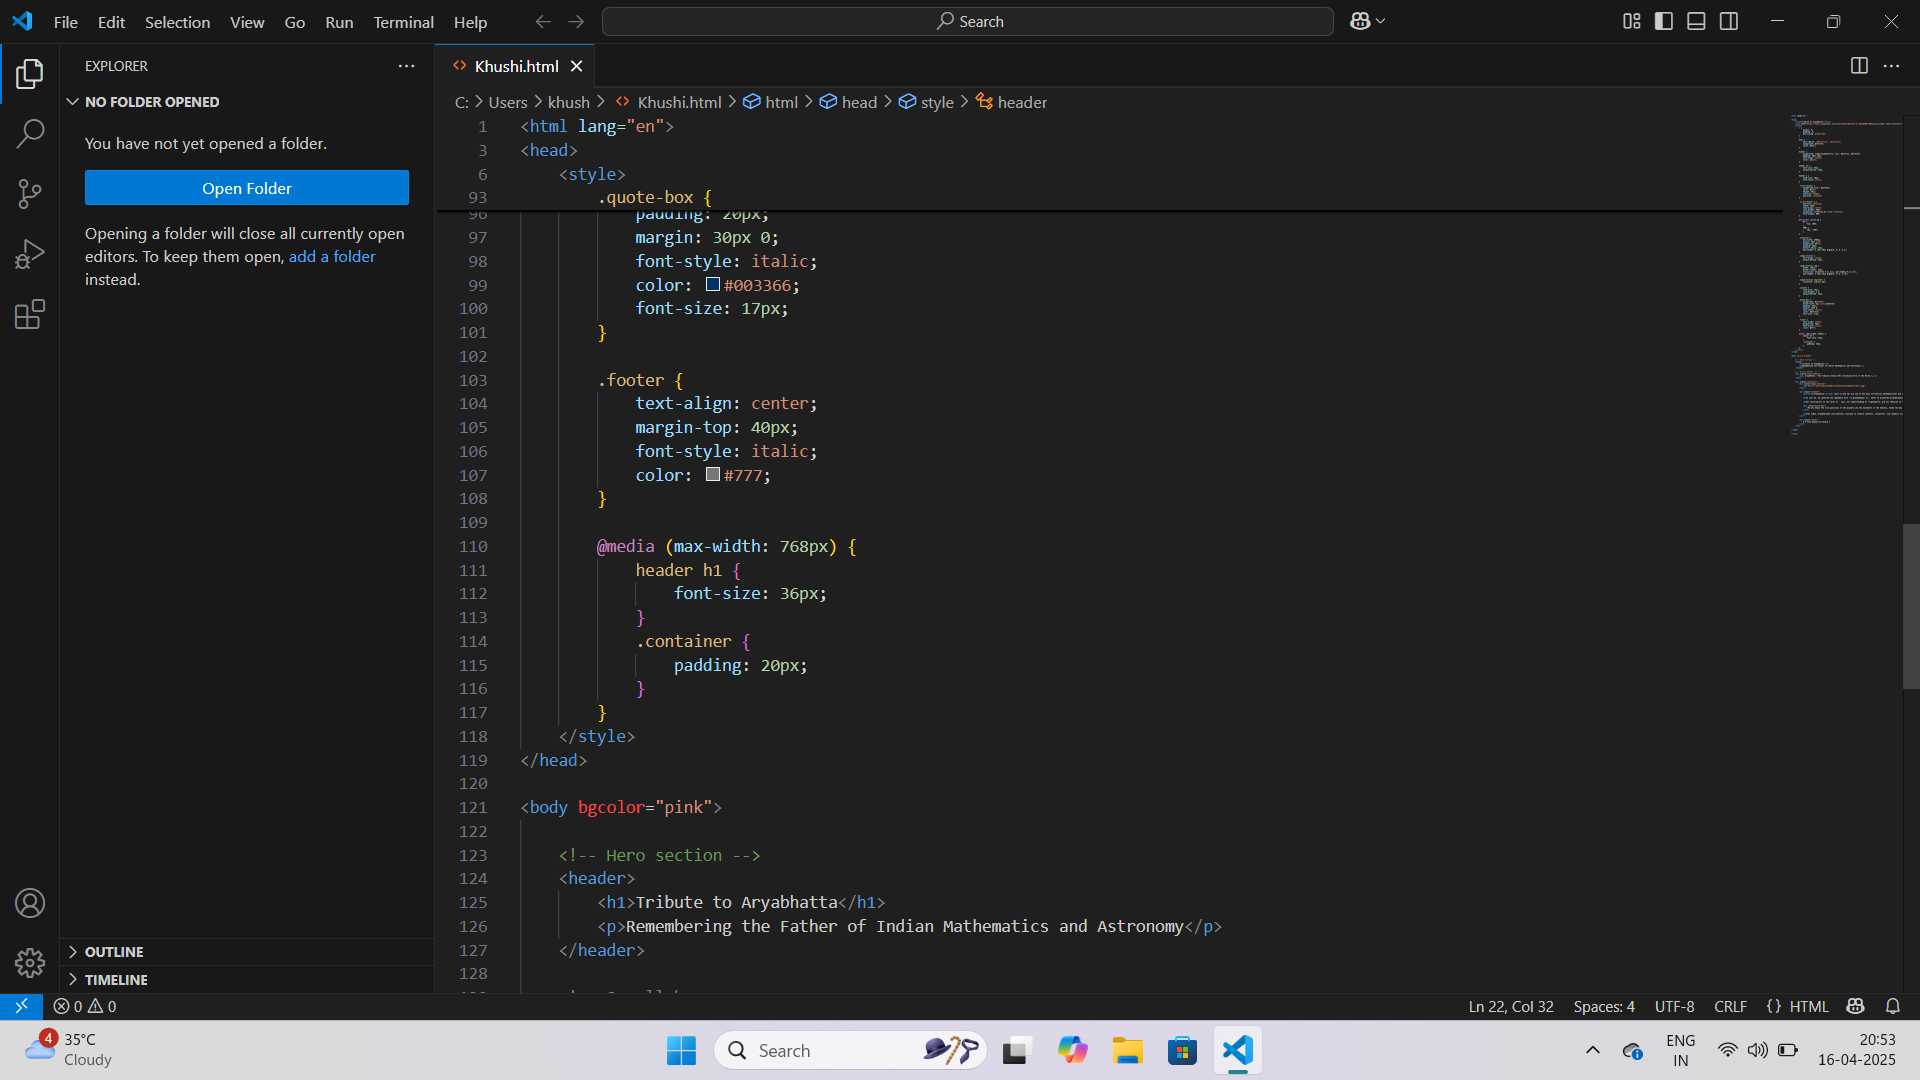 File Edit Selection View Go Run Terminal Help
Search
EXPLORER
NO FOLDER OPENED
You have not yet opened a folder.
Open Folder
Opening a folder will close all currently open
editors. To keep them open, add a folder
instead.
OUTLINE
TIMELINE
Khushi.html
C: > Users > khush > Khushi.html > html > head > style > header
1 <html lang="en">
3 <head>
6 <style>
93 .quote-box {
96 padding: 20px;
97 margin: 30px 0;
98 font-style: italic;
99 color: #003366;
100 font-size: 17px;
101 }
102
103 .footer {
104 text-align: center;
105 margin-top: 40px;
106 font-style: italic;
107 color: #777;
108 }
109
110 @media (max-width: 768px) {
111 header h1 {
112 font-size: 36px;
113 }
114 .container {
115 padding: 20px;
116 }
117 }
118 </style>
119 </head>
120
121 <body bgcolor="pink">
122
123 <!-- Hero section -->
124 <header>
125 <h1>Tribute to Aryabhatta</h1>
126 <p>Remembering the Father of Indian Mathematics and Astronomy</p>
127 </header>
128
0 0
Ln 22, Col 32 Spaces: 4 UTF-8 CRLF {} HTML
4
35°C
Cloudy
Search
ENG
IN
20:53
16-04-2025